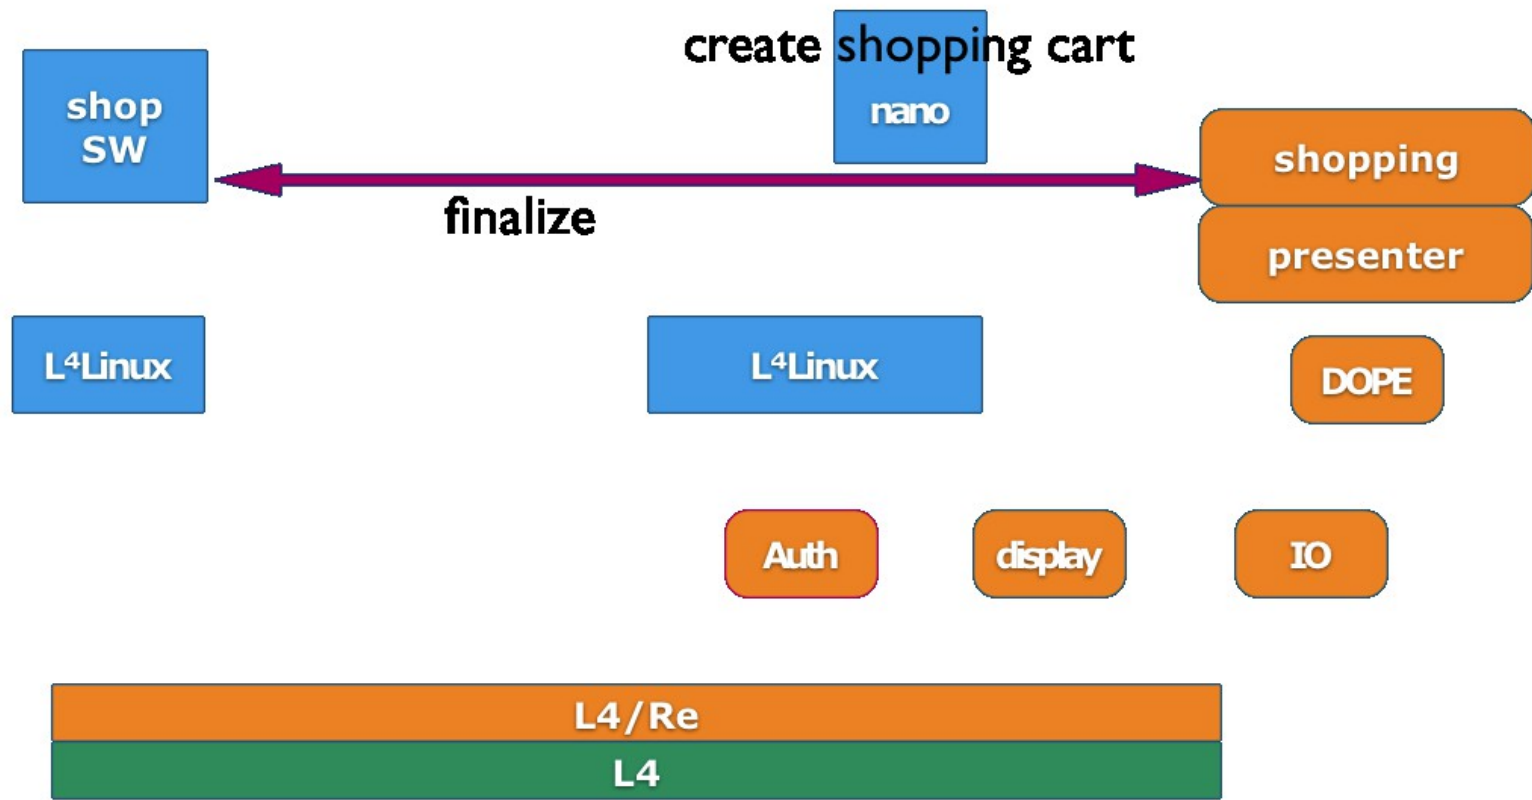 create shopping cart
shop
SW
nano
shopping
finalize
presenter
L⁴Linux
L⁴Linux
DOPE
Auth
display
IO
L4/Re
L4